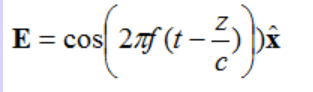 E = cos(2πf(t − z/c))x̂